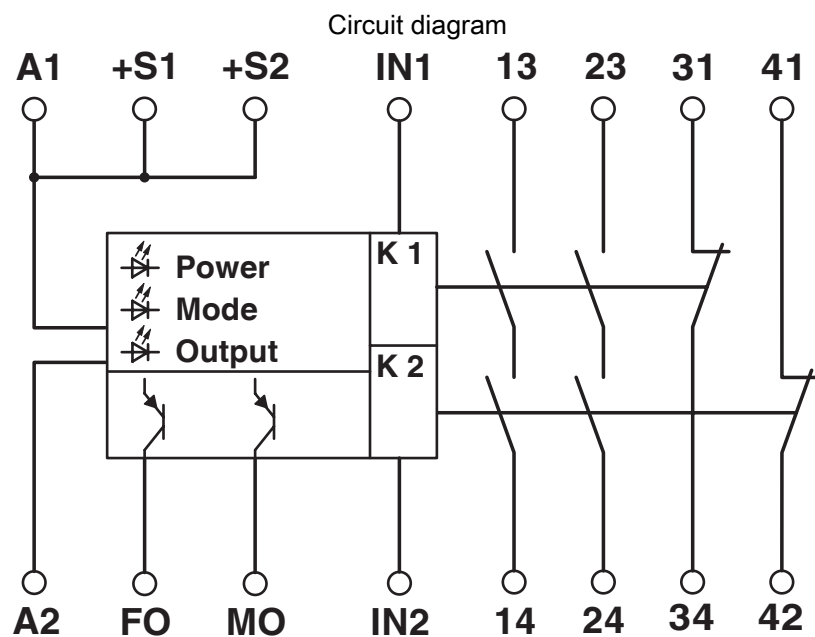 Circuit diagram
A1 +S1 +S2 IN1 13 23 31 41
K 1
Power
Mode
Output
K 2
A2 FO MO IN2 14 24 34 42